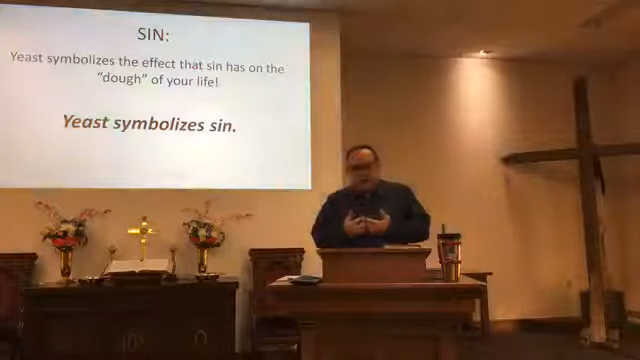 SIN:
Yeast symbolizes the effect that sin has on the
“dough” of your life!
Yeast symbolizes sin.